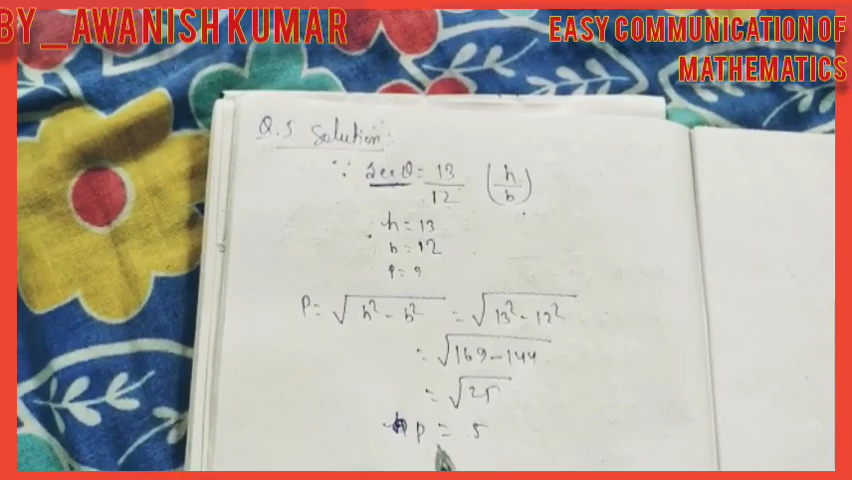 BY_AWANISH KUMAR
EASY COMMUNICATION OF
MATHEMATICS
Q.5 Solution:
∵ secθ = 13/12 (h/b)
h = 13
b = 12
P = ?
P = √(h² - b²) = √(13² - 12²)
= √(169 - 144)
= √25
p = 5